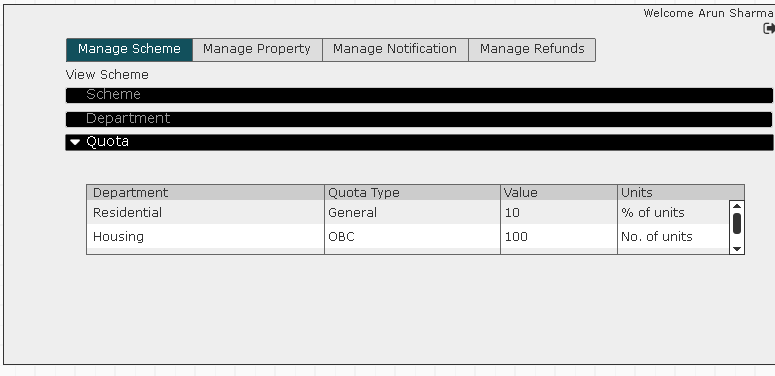 Welcome Arun Sharma
Manage Scheme Manage Property Manage Notification Manage Refunds
View Scheme
Scheme
Department
Quota
Department Quota Type Value Units
Residential General 10 % of units
Housing OBC 100 No. of units